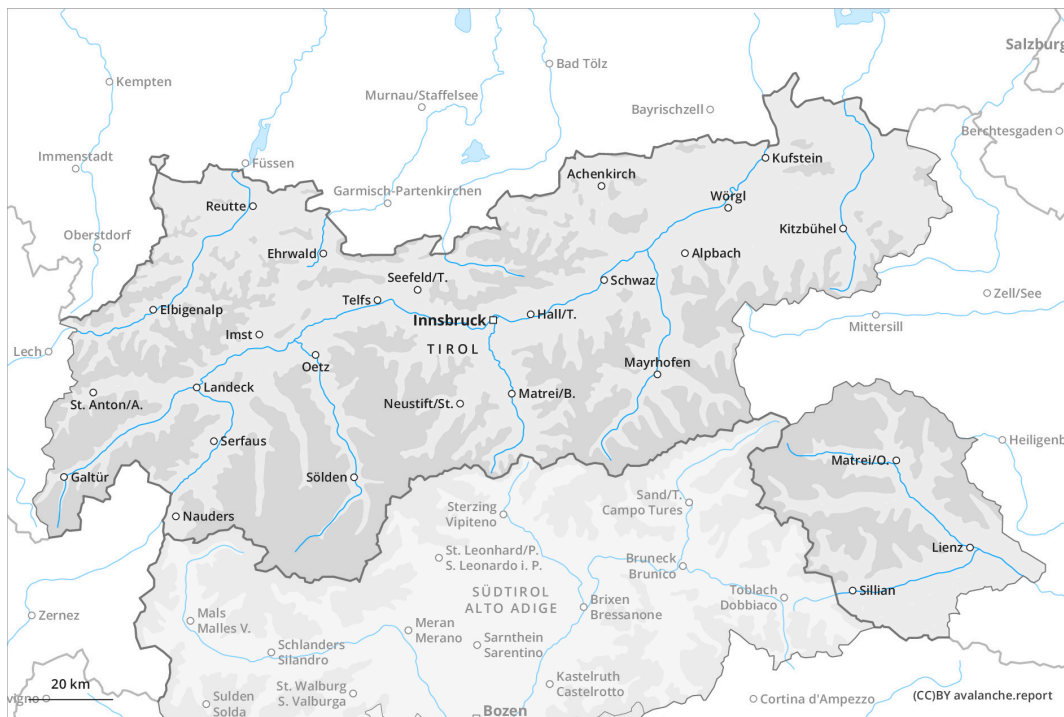 Salzburg
Kempten
Bad Tölz
Murnau/Staffelsee
Bayrischzell
Berchtesgaden
Immenstadt
Füssen
Kufstein
Garmisch-Partenkirchen
Achenkirch
Reutte
Wörgl
Oberstdorf
Kitzbühel
Ehrwald
Alpbach
Seefeld/T.
Schwaz
Zell/See
Telfs
Elbigenalp
Hall/T.
Innsbruck
Mittersill
Imst
TIROL
Lech
Oetz
Mayrhofen
Landeck
St. Anton/A.
Neustift/St.
Matrei/B.
Serfaus
Heiligenb
Matrei/O.
Galtür
Sölden
Sand/T.
Campo Tures
Sterzing
Vipiteno
Nauders
Lienz
St. Leonhard/P.
S. Leonardo i. P.
Bruneck
Brunico
Sillian
SÜDTIROL
ALTO ADIGE
Toblach
Dobbiaco
Brixen
Bressanone
Zernez
Mals
Malles V.
Meran
Merano
Sarnthein
Sarentino
Schlanders
Silandro
Kastelruth
Castelrotto
20 km
St. Walburg
S. Valburga
Sulden
Solda
vigno
Cortina d'Ampezzo
(CC)BY avalanche.report
Bozen